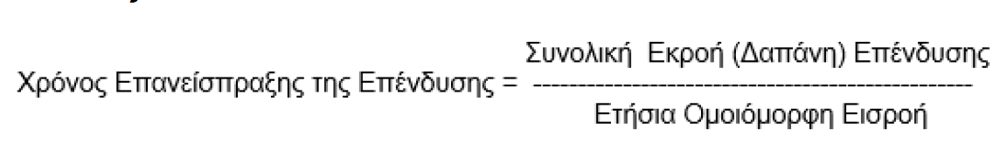 Συνολική Εκροή (Δαπάνη) Επένδυσης
Χρόνος Επανείσπραξης της Επένδυσης = --------------------------------------------------
Ετήσια Ομοιόμορφη Εισροή